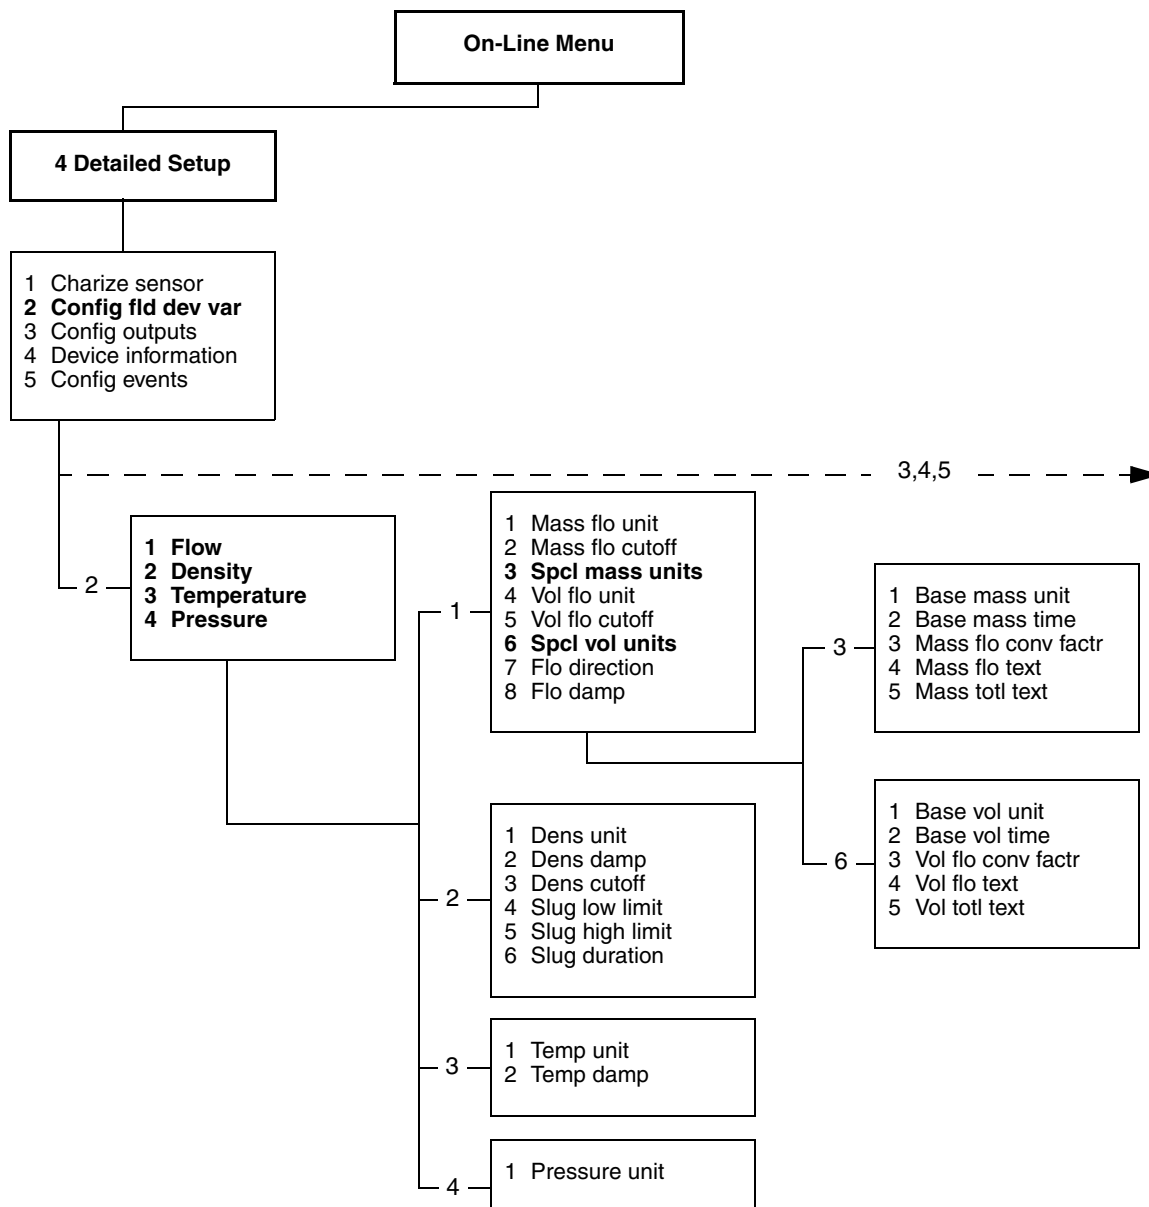 On-Line Menu
4 Detailed Setup
1 Charize sensor
2 Config fld dev var
3 Config outputs
4 Device information
5 Config events
3,4,5
2
1 Flow
2 Density
3 Temperature
4 Pressure
1
1 Mass flo unit
2 Mass flo cutoff
3 Spcl mass units
4 Vol flo unit
5 Vol flo cutoff
6 Spcl vol units
7 Flo direction
8 Flo damp
3
1 Base mass unit
2 Base mass time
3 Mass flo conv factr
4 Mass flo text
5 Mass totl text
6
1 Base vol unit
2 Base vol time
3 Vol flo conv factr
4 Vol flo text
5 Vol totl text
2
1 Dens unit
2 Dens damp
3 Dens cutoff
4 Slug low limit
5 Slug high limit
6 Slug duration
3
1 Temp unit
2 Temp damp
4
1 Pressure unit